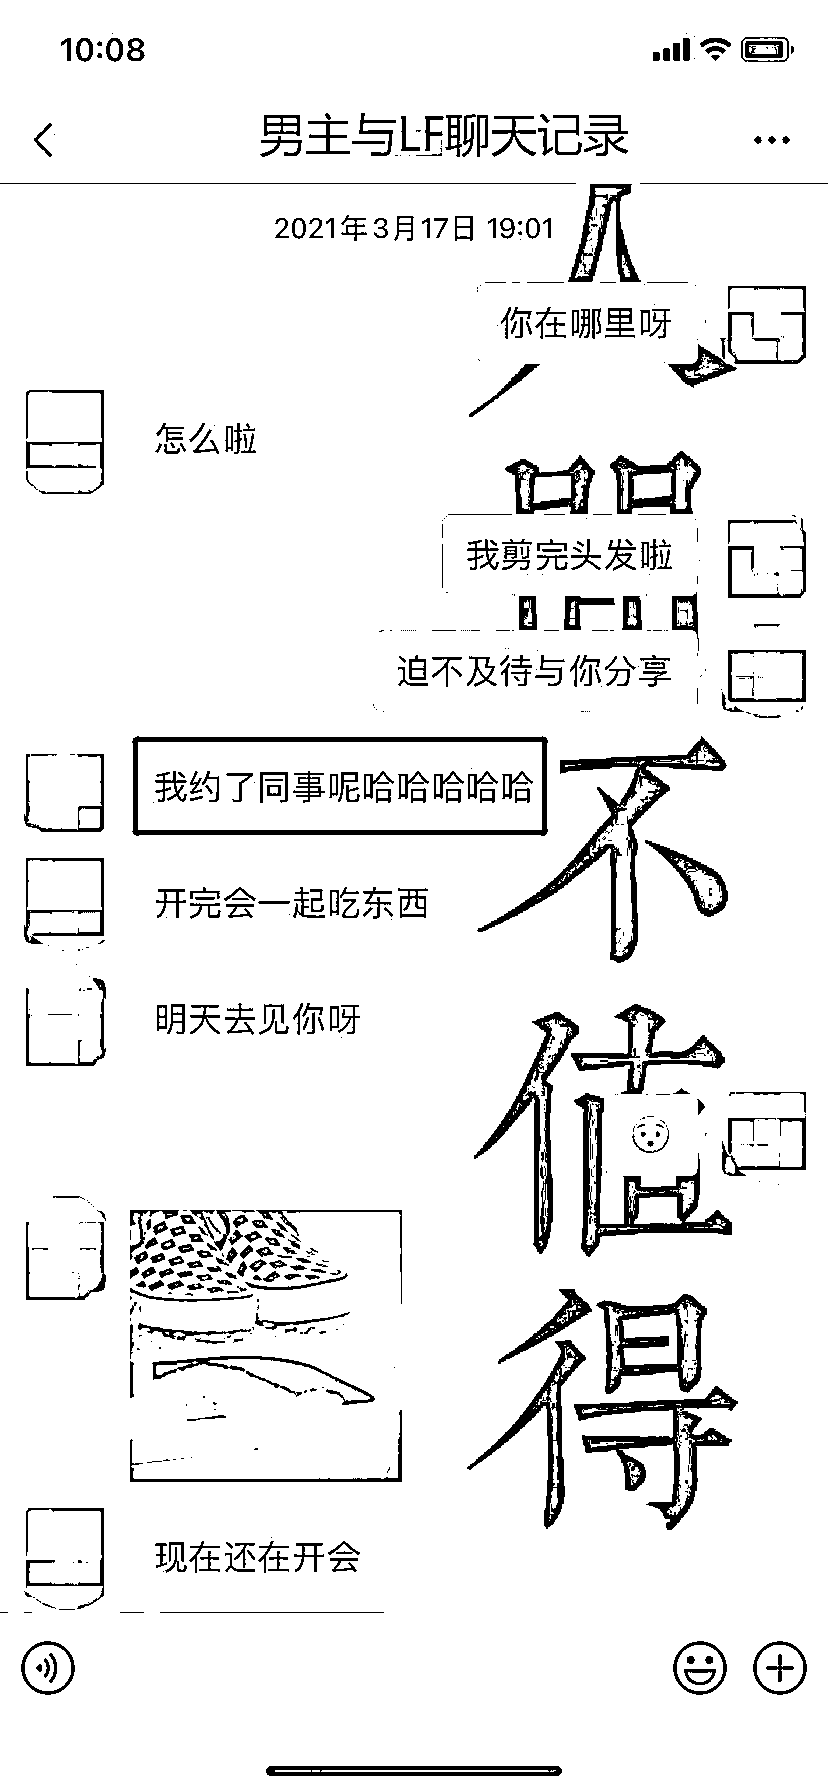 10:08
男主与LF聊天记录
2021年3月17日 19:01
你在哪里呀
怎么啦
我剪完头发啦
迫不及待与你分享
我约了同事呢哈哈哈哈哈
开完会一起吃东西
明天去见你呀
现在还在开会
不
值
得